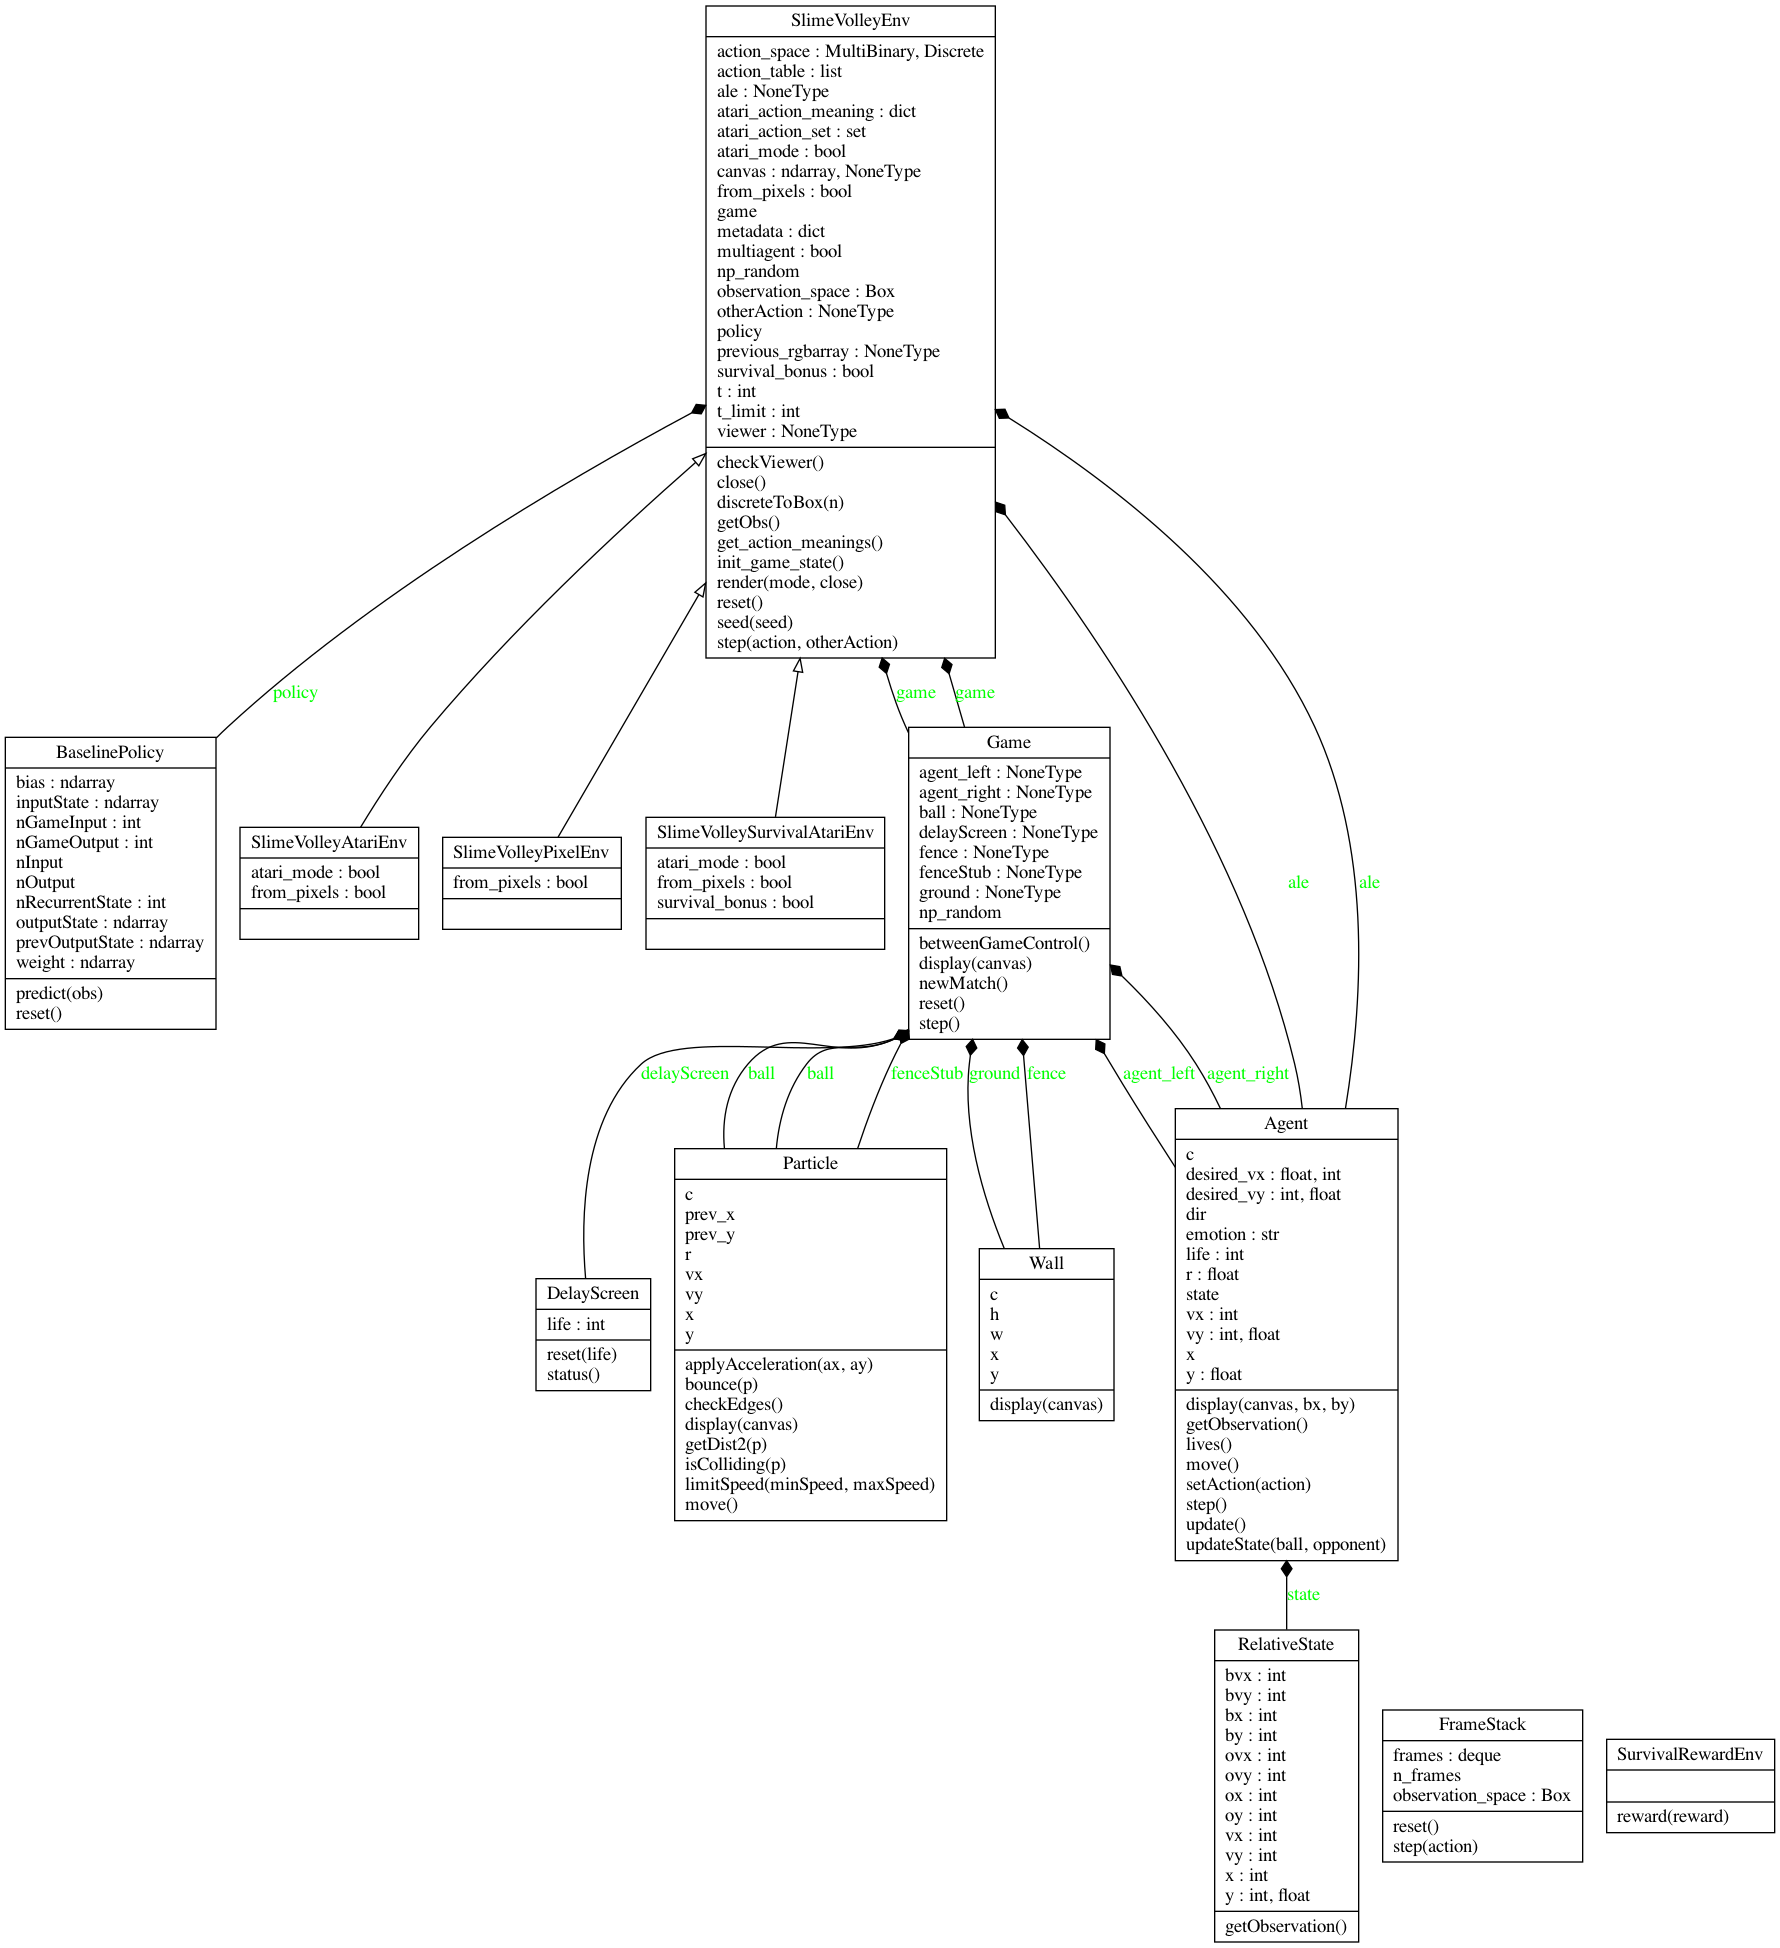 SlimeVolleyEnv
action_space : MultiBinary, Discrete
action_table : list
ale : NoneType
atari_action_meaning : dict
atari_action_set : set
atari_mode : bool
canvas : ndarray, NoneType
from_pixels : bool
game
metadata : dict
multiagent : bool
np_random
observation_space : Box
otherAction : NoneType
policy
previous_rgbarray : NoneType
survival_bonus : bool
t : int
t_limit : int
viewer : NoneType
checkViewer()
close()
discreteToBox(n)
getObs()
get_action_meanings()
init_game_state()
render(mode, close)
reset()
seed(seed)
step(action, otherAction)
policy
game
game
ale
ale
BaselinePolicy
bias : ndarray
inputState : ndarray
nGameInput : int
nGameOutput : int
nInput
nOutput
nRecurrentState : int
outputState : ndarray
prevOutputState : ndarray
weight : ndarray
predict(obs)
reset()
SlimeVolleyAtariEnv
atari_mode : bool
from_pixels : bool
SlimeVolleyPixelEnv
from_pixels : bool
SlimeVolleySurvivalAtariEnv
atari_mode : bool
from_pixels : bool
survival_bonus : bool
Game
agent_left : NoneType
agent_right : NoneType
ball : NoneType
delayScreen : NoneType
fence : NoneType
fenceStub : NoneType
ground : NoneType
np_random
betweenGameControl()
display(canvas)
newMatch()
reset()
step()
delayScreen
ball
ball
fenceStub
ground
fence
agent_left
agent_right
DelayScreen
life : int
reset(life)
status()
Particle
c
prev_x
prev_y
r
vx
vy
x
y
applyAcceleration(ax, ay)
bounce(p)
checkEdges()
display(canvas)
getDist2(p)
isColliding(p)
limitSpeed(minSpeed, maxSpeed)
move()
Wall
c
h
w
x
y
display(canvas)
Agent
c
desired_vx : float, int
desired_vy : int, float
dir
emotion : str
life : int
r : float
state
vx : int
vy : int, float
x
y : float
display(canvas, bx, by)
getObservation()
lives()
move()
setAction(action)
step()
update()
updateState(ball, opponent)
state
RelativeState
bvx : int
bvy : int
bx : int
by : int
ovx : int
ovy : int
ox : int
oy : int
vx : int
vy : int
x : int
y : int, float
getObservation()
FrameStack
frames : deque
n_frames
observation_space : Box
reset()
step(action)
SurvivalRewardEnv
reward(reward)